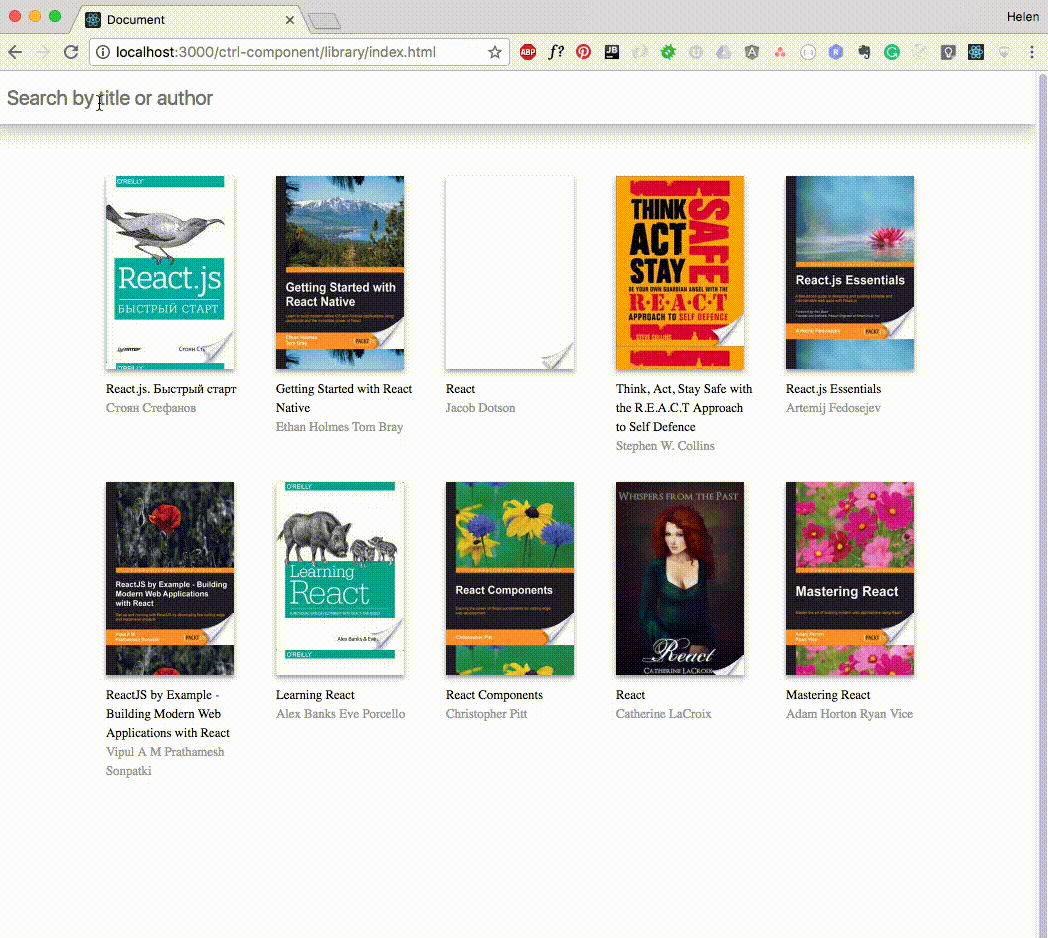 Document
Helen
localhost:3000/ctrl-component/library/index.html
ABP
f?
JB
Search by title or author
O'REILLY
React.js
БЫСТРЫЙ СТАРТ
ПИТЕР
O'REILLY
Getting Started with
React Native
Ethan Holmes
Tom Bray
PACKT
THINK
ACT
STAY
SAFE
BE YOUR OWN GUARDIAN ANGEL WITH THE
R·E·A·C·T
APPROACH TO SELF DEFENCE
STEVE COLLINS
React.js Essentials
Artemij Fedosejev
PACKT
React.js. Быстрый старт
Стоян Стефанов
Getting Started with React
Native
Ethan Holmes Tom Bray
React
Jacob Dotson
Think, Act, Stay Safe with
the R.E.A.C.T Approach
to Self Defence
Stephen W. Collins
React.js Essentials
Artemij Fedosejev
ReactJS by Example - Building
Modern Web Applications
with React
PACKT
O'REILLY
Learning
React
Alex Banks & Eve
O'REILLY
React Components
Christopher Pitt
PACKT
WHISPERS FROM THE PAST
React
CATHERINE LACROIX
Mastering React
Adam Horton
Ryan Vice
PACKT
ReactJS by Example -
Building Modern Web
Applications with React
Vipul A M Prathamesh
Sonpatki
Learning React
Alex Banks Eve Porcello
React Components
Christopher Pitt
React
Catherine LaCroix
Mastering React
Adam Horton Ryan Vice